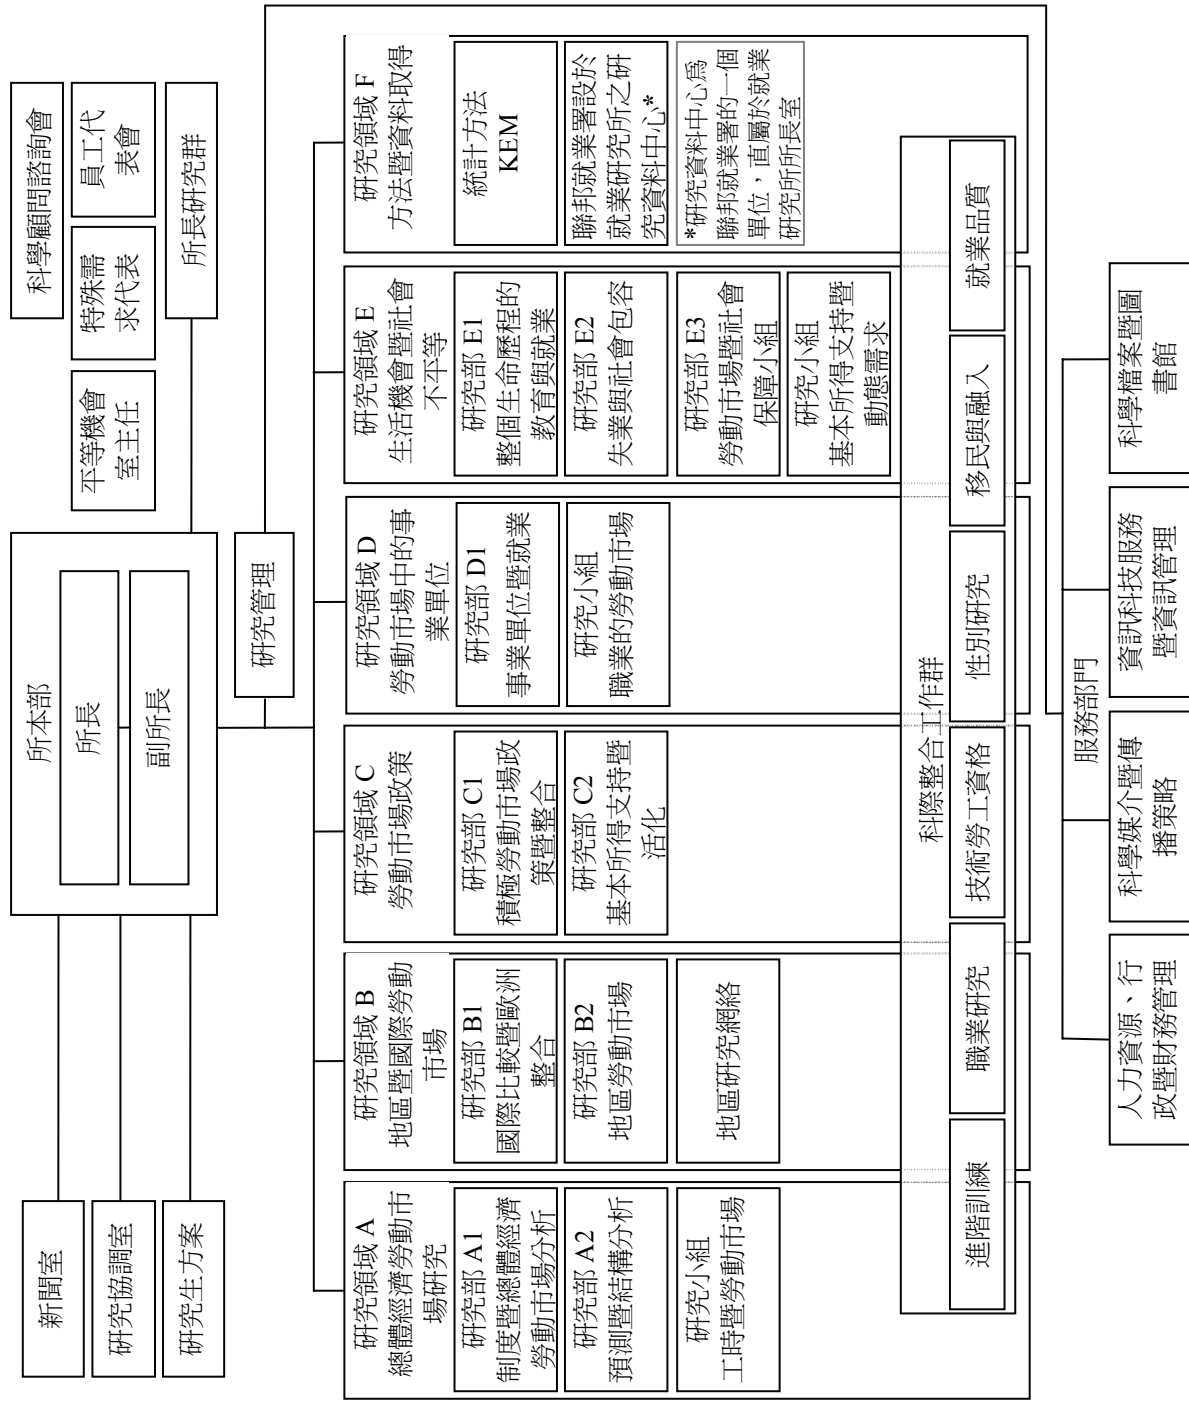 科學顧問諮詢會
平等機會
室主任
特殊需
求代表
員工代
表會
所長研究群
所本部
所長
副所長
新聞室
研究協調室
研究生方案
研究管理
研究領域 A
總體經濟勞動市
場研究
研究部 A1
制度暨總體經濟
勞動市場分析
研究部 A2
預測暨結構分析
研究小組
工時暨勞動市場
研究領域 B
地區暨國際勞動
市場
研究部 B1
國際比較暨歐洲
整合
研究部 B2
地區勞動市場
地區研究網絡
研究領域 C
勞動市場政策
研究部 C1
積極勞動市場政
策暨整合
研究部 C2
基本所得支持暨
活化
研究領域 D
勞動市場中的事
業單位
研究部 D1
事業單位暨就業
研究小組
職業的勞動市場
研究領域 E
生活機會暨社會
不平等
研究部 E1
整個生命歷程的
教育與就業
研究部 E2
失業與社會包容
研究部 E3
勞動市場暨社會
保障小組
研究小組
基本所得支持暨
動態需求
研究領域 F
方法暨資料取得
統計方法
KEM
聯邦就業署設於
就業研究所之研
究資料中心*
*研究資料中心為
聯邦就業署的一個
單位，直屬於就業
研究所所長室
科際整合工作群
進階訓練
職業研究
技術勞工資格
性別研究
移民與融入
就業品質
服務部門
人力資源、行
政暨財務管理
科學媒介暨傳
播策略
資訊科技服務
暨資訊管理
科學檔案暨圖
書館